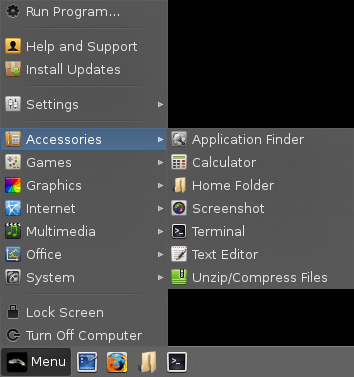 Run Program...
Help and Support
Install Updates
Settings
Accessories
Games
Graphics
Internet
Multimedia
Office
System
Lock Screen
Turn Off Computer
Application Finder
Calculator
Home Folder
Screenshot
Terminal
Text Editor
Unzip/Compress Files
Menu